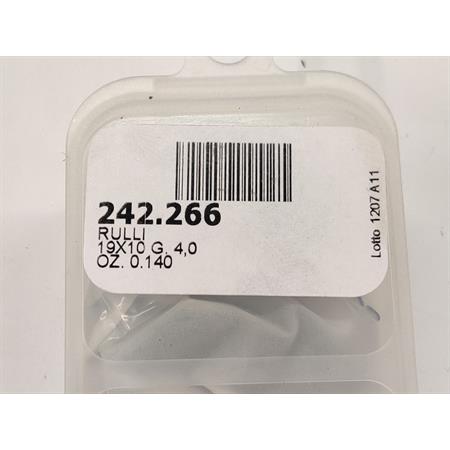 242.266
RULLI
19X10 G. 4,0
OZ. 0.140
Lotto 1207 A11